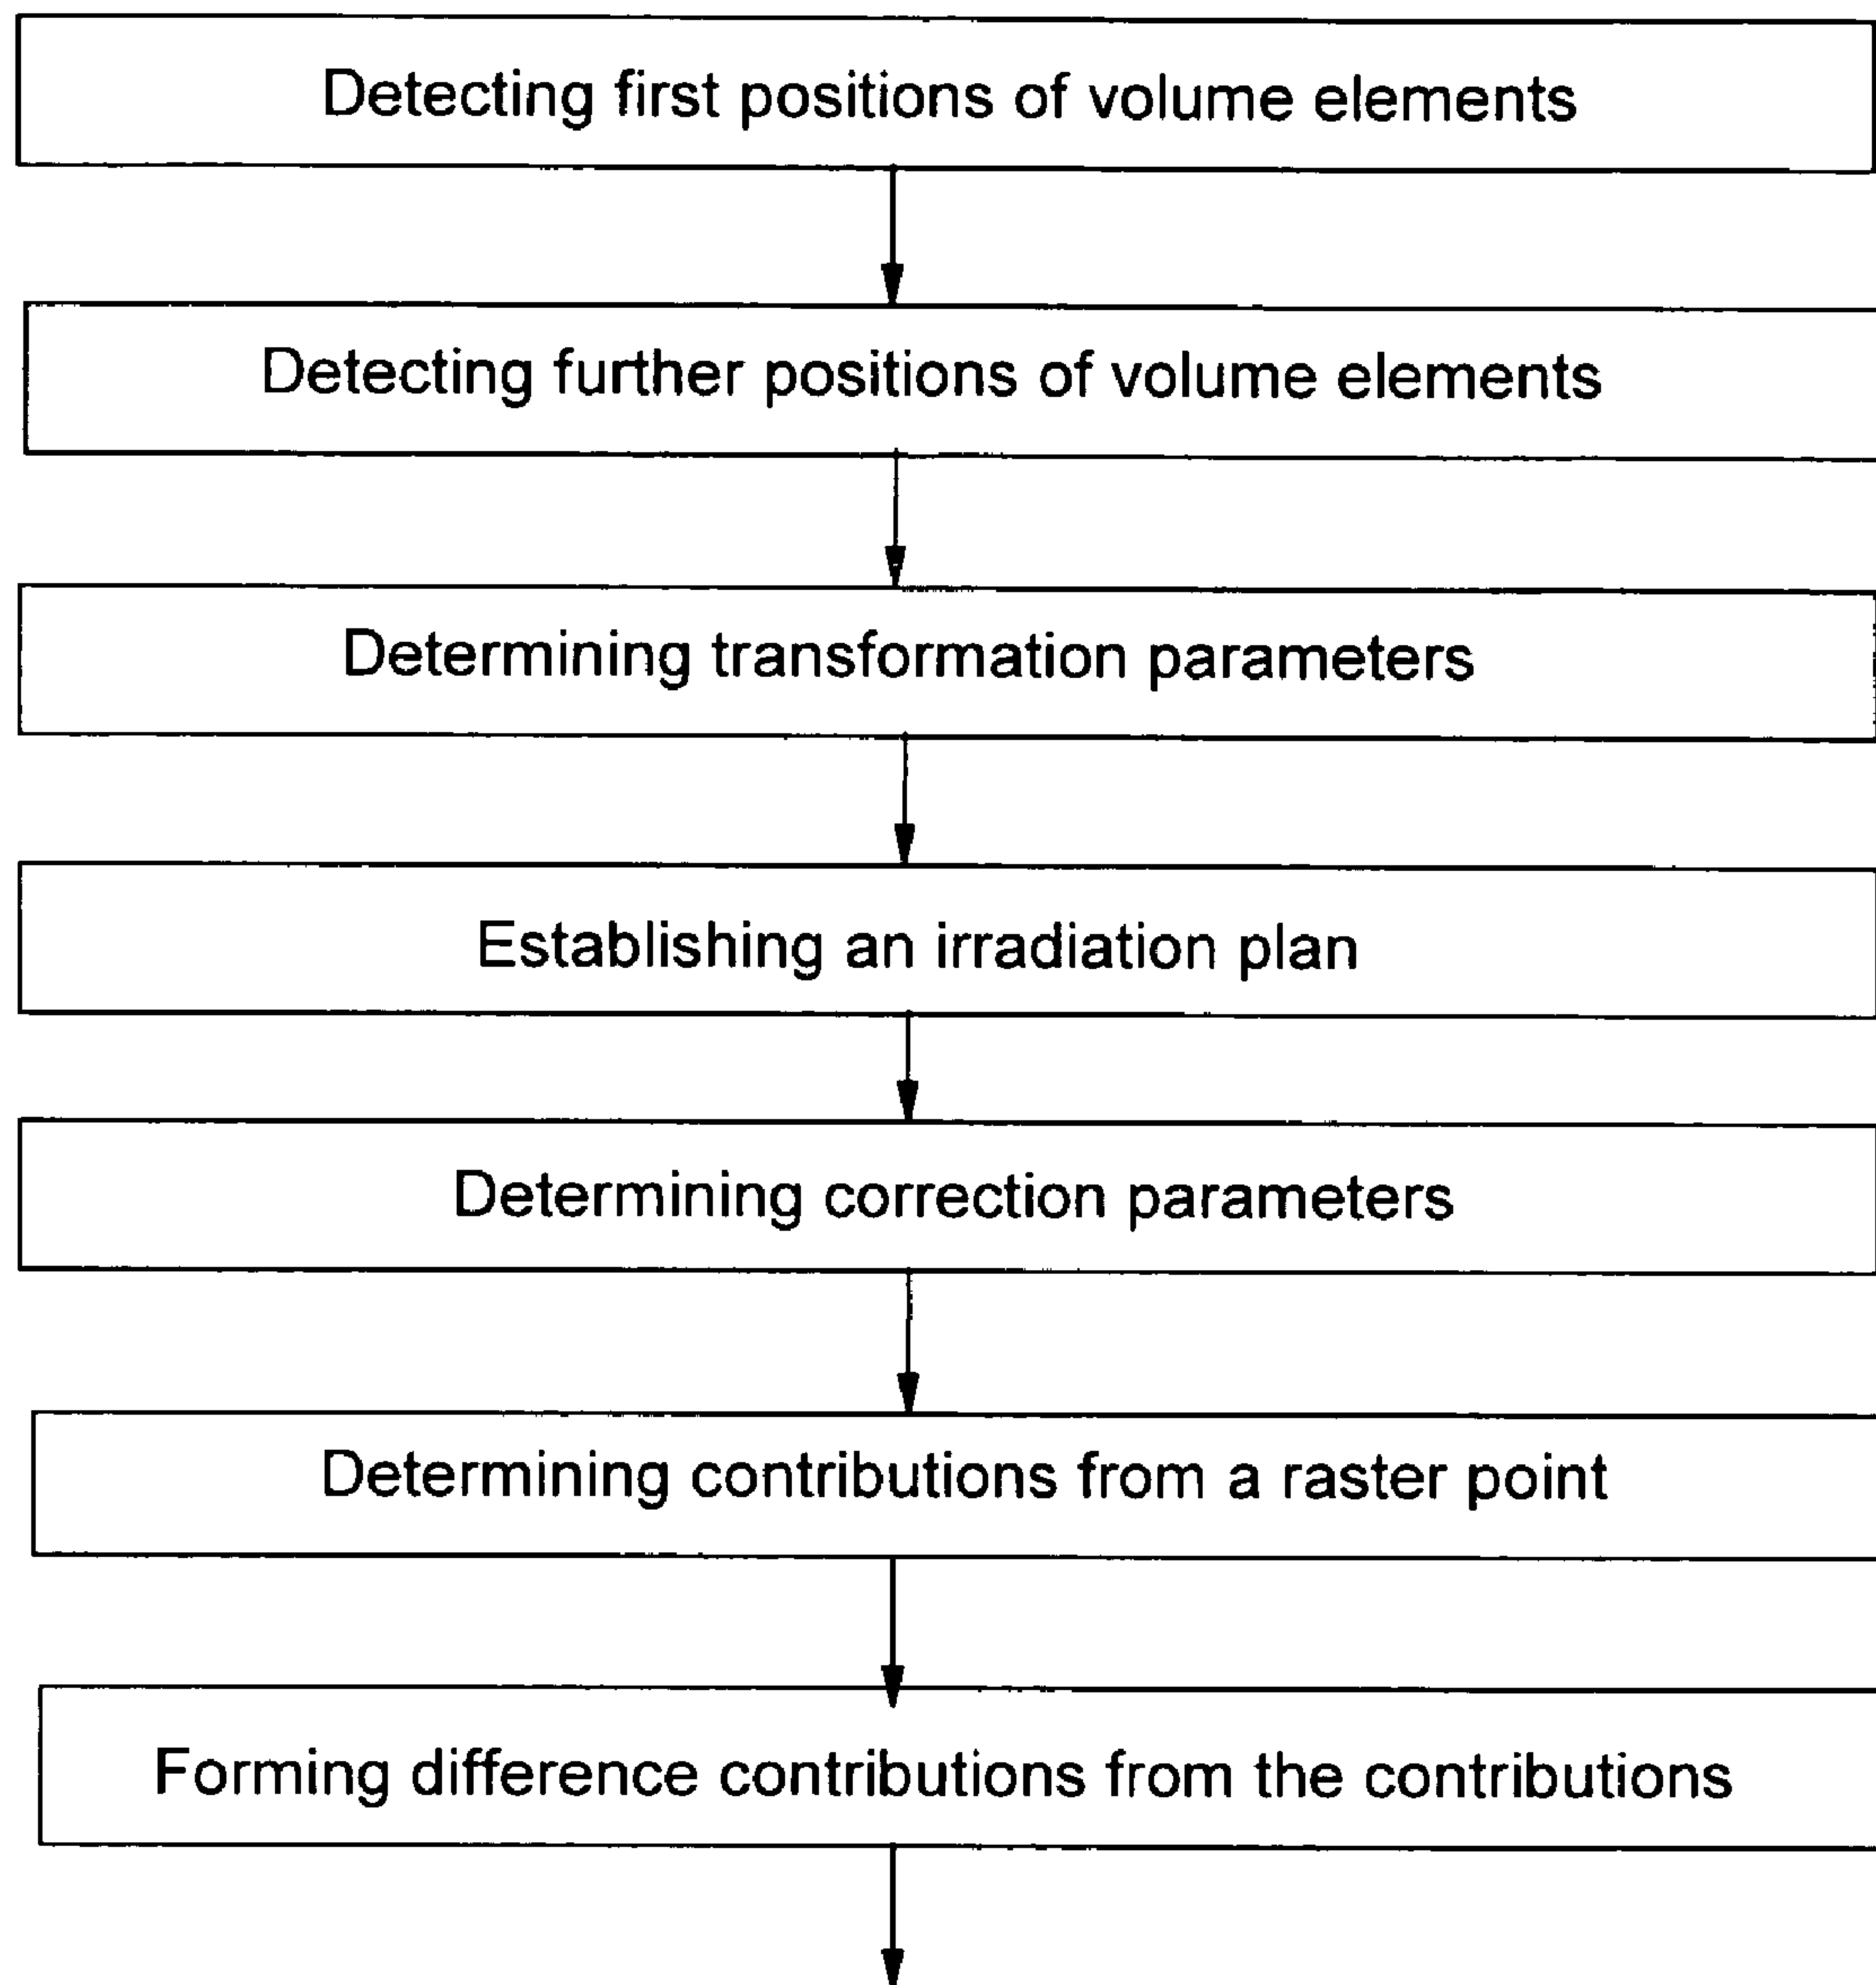 Detecting first positions of volume elements
Detecting further positions of volume elements
Determining transformation parameters
Establishing an irradiation plan
Determining correction parameters
Determining contributions from a raster point
Forming difference contributions from the contributions